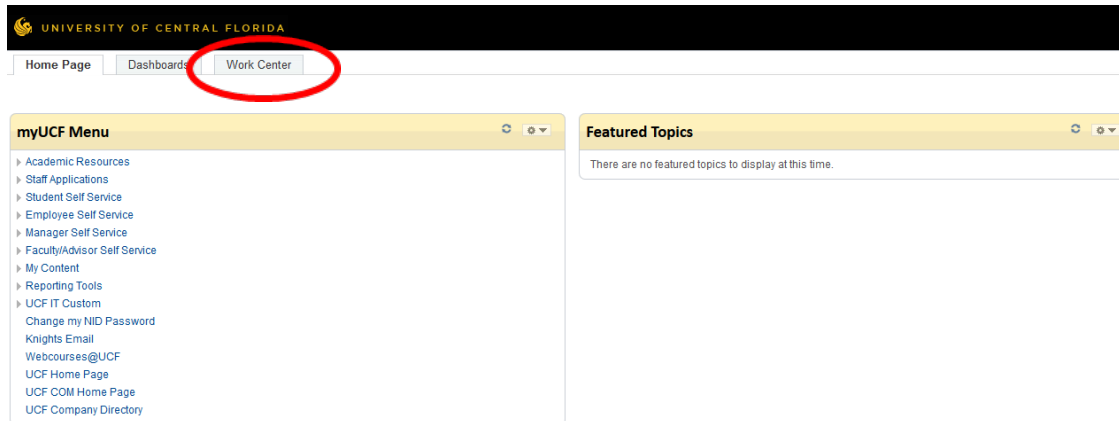 UNIVERSITY OF CENTRAL FLORIDA
Home Page Dashboards Work Center
myUCF Menu
Academic Resources
Staff Applications
Student Self Service
Employee Self Service
Manager Self Service
Faculty/Advisor Self Service
My Content
Reporting Tools
UCF IT Custom
Change my NID Password
Knights Email
Webcourses@UCF
UCF Home Page
UCF COM Home Page
UCF Company Directory
Featured Topics
There are no featured topics to display at this time.